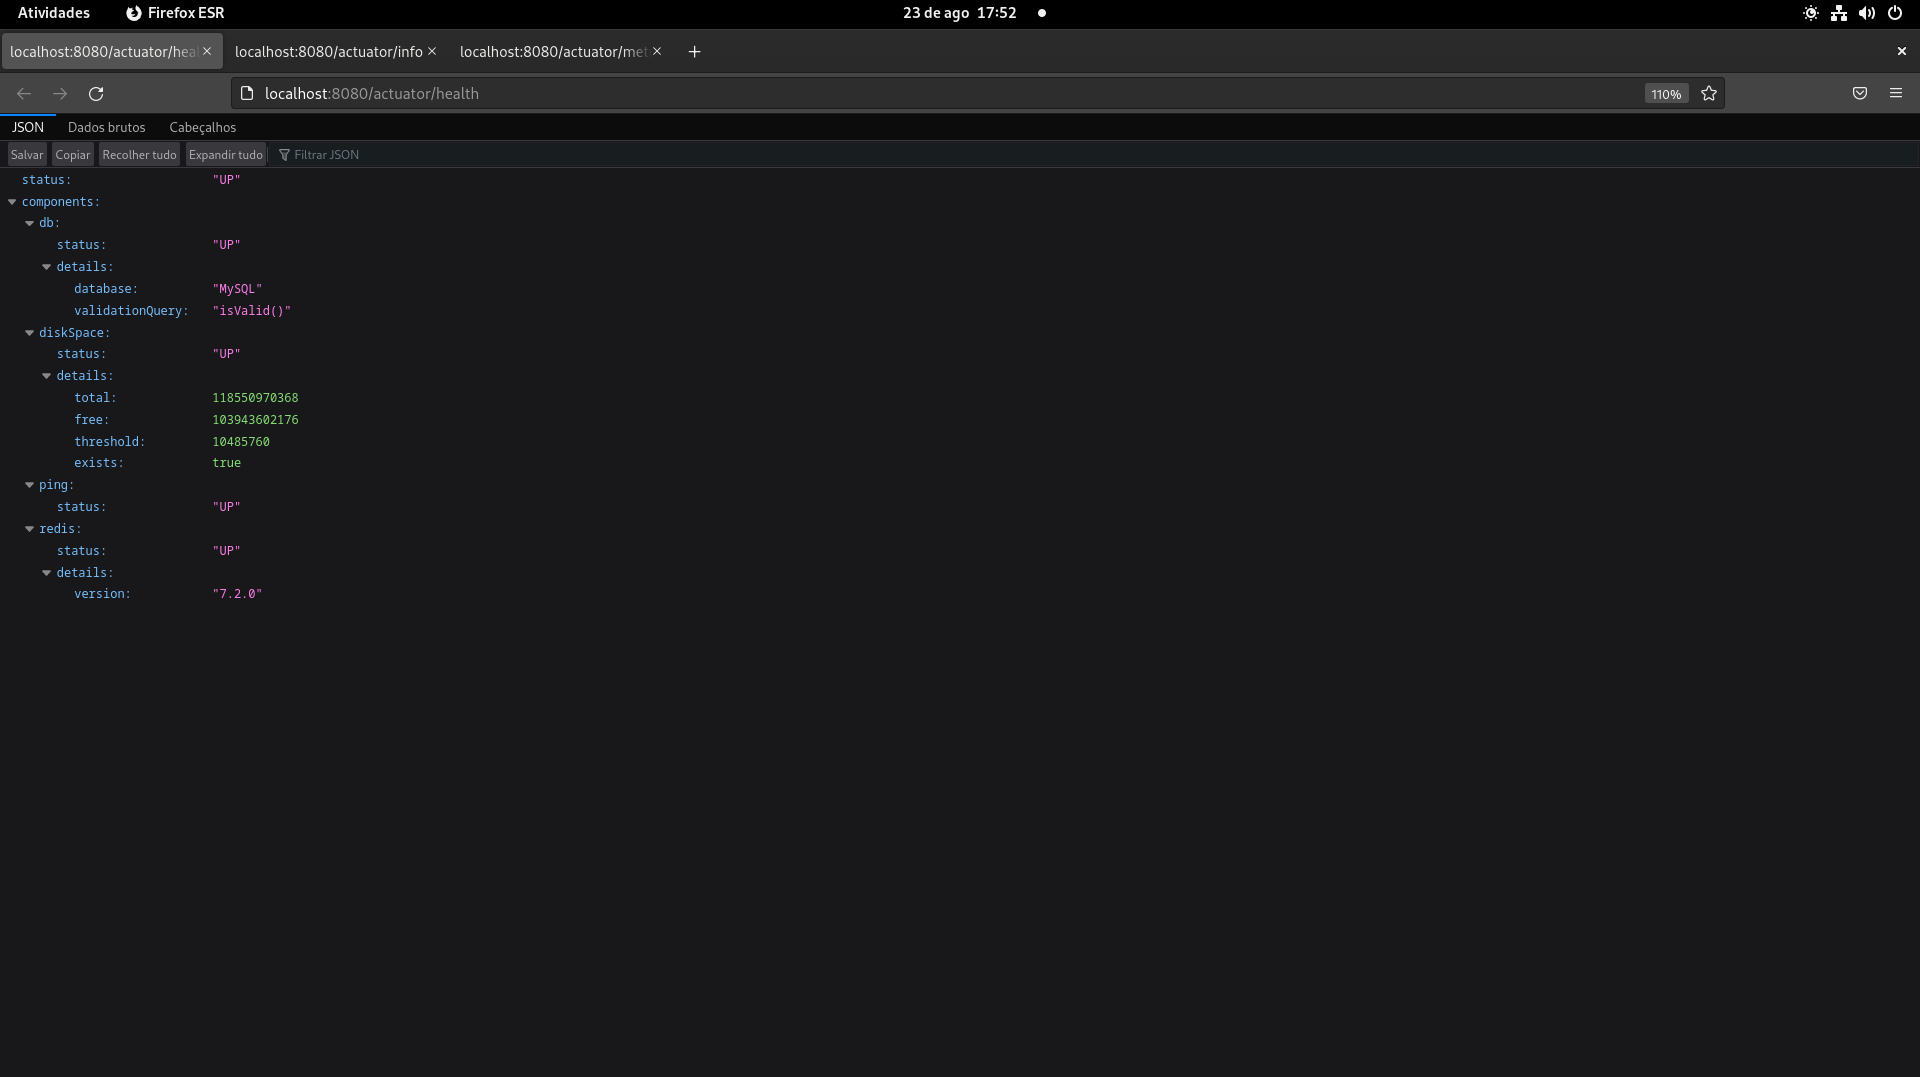 Atividades Firefox ESR 23 de ago 17:52
localhost:8080/actuator/hea localhost:8080/actuator/info localhost:8080/actuator/met
localhost:8080/actuator/health 110%
JSON Dados brutos Cabeçalhos
Salvar Copiar Recolher tudo Expandir tudo Filtrar JSON
status: "UP"
components:
db:
status: "UP"
details:
database: "MySQL"
validationQuery: "isValid()"
diskSpace:
status: "UP"
details:
total: 118550970368
free: 103943602176
threshold: 10485760
exists: true
ping:
status: "UP"
redis:
status: "UP"
details:
version: "7.2.0"